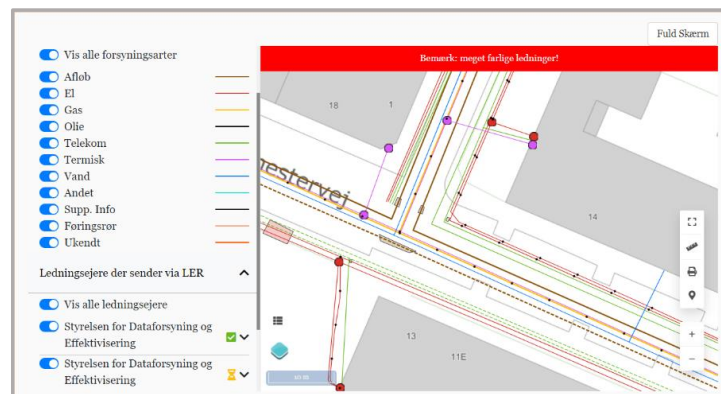 Fuld Skærm
Bemærk: meget farlige ledninger!
Vis alle forsyningsarter
Afløb
El
Gas
Olie
Telekom
Termisk
Vand
Andet
Supp. Info
Føringsrør
Ukendt
Ledningsejere der sender via LER
Vis alle ledningsejere
Styrelsen for Dataforsyning og
Effektivisering
Styrelsen for Dataforsyning og
Effektivisering
18
1
14
13
11E